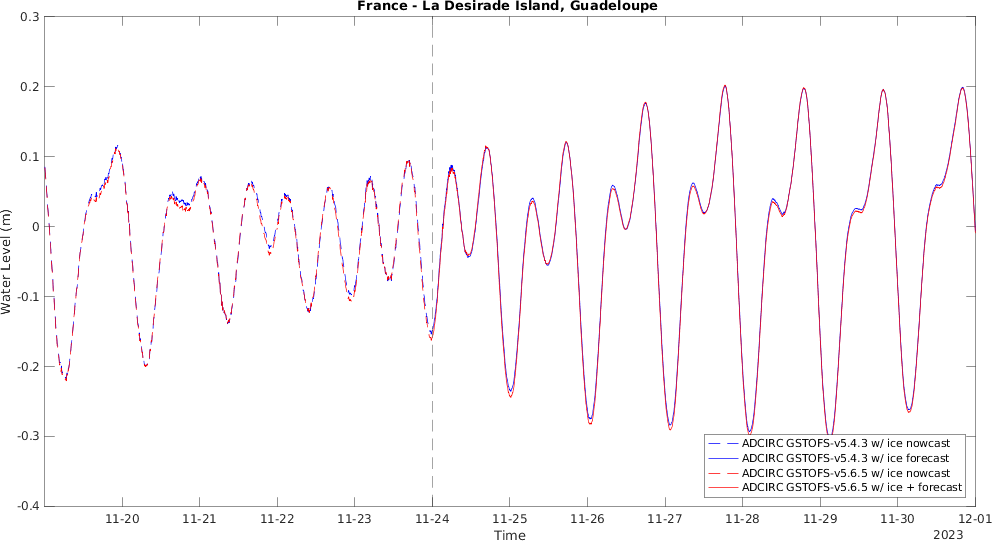 France - La Desirade Island, Guadeloupe
0.3
0.2
0.1
0
-0.1
-0.2
-0.3
-0.4
Water Level (m)
ADCIRC GSTOFS-v5.4.3 w/ ice nowcast
ADCIRC GSTOFS-v5.4.3 w/ ice forecast
ADCIRC GSTOFS-v5.6.5 w/ ice nowcast
ADCIRC GSTOFS-v5.6.5 w/ ice + forecast
11-20 11-21 11-22 11-23 11-24 11-25 11-26 11-27 11-28 11-29 11-30 12-01
Time
2023